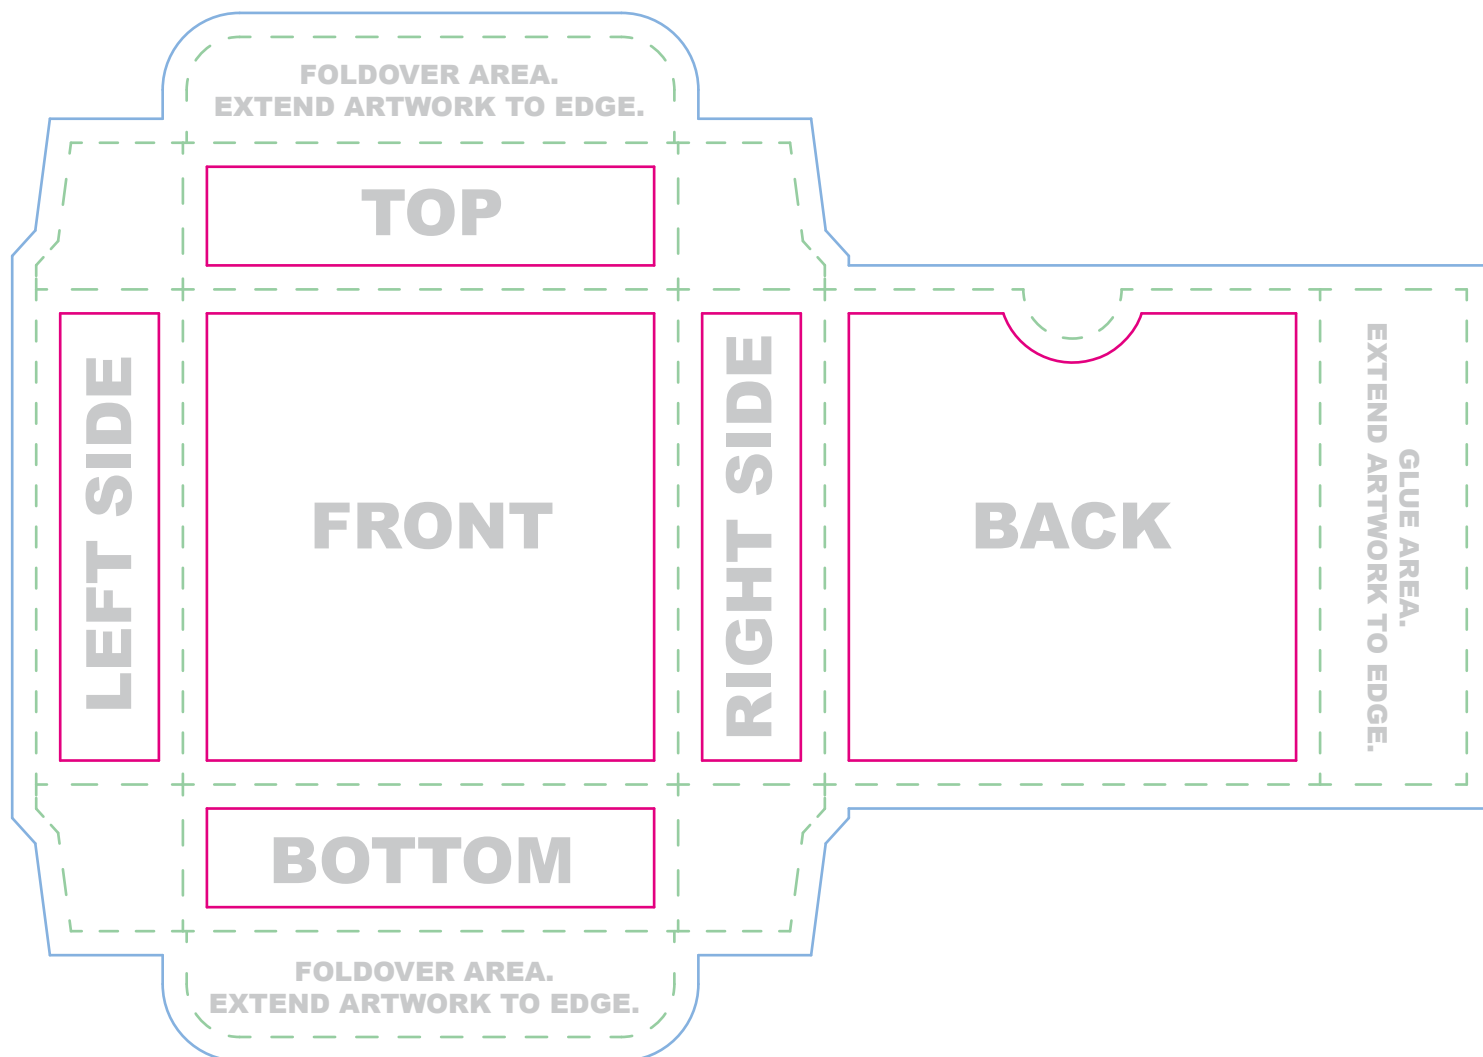 FOLDOVER AREA.
EXTEND ARTWORK TO EDGE.
TOP
LEFT SIDE
FRONT
RIGHT SIDE
BACK
GLUE AREA.
EXTEND ARTWORK TO EDGE.
BOTTOM
FOLDOVER AREA.
EXTEND ARTWORK TO EDGE.